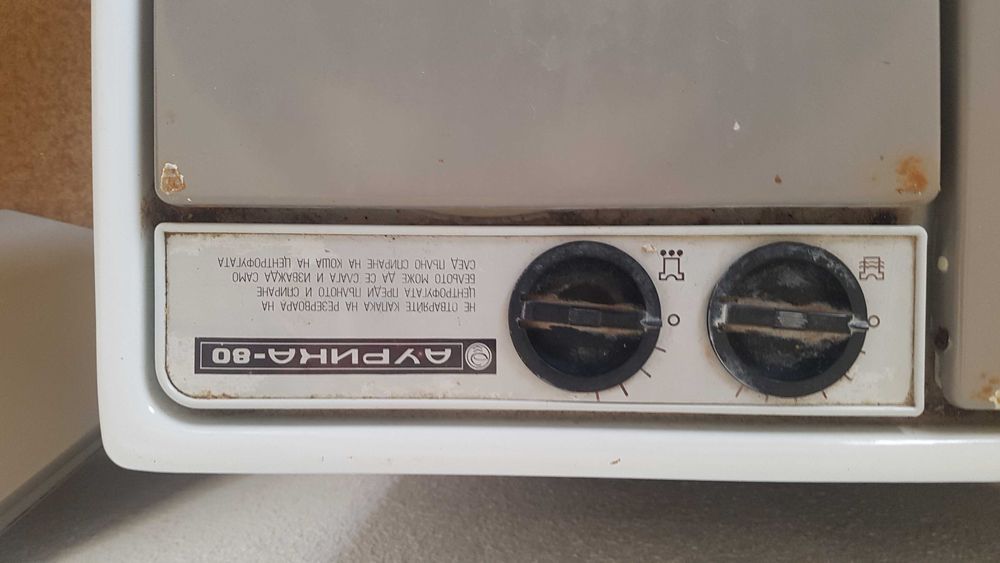 АУРИКА-80
НЕ ОТВАРЯЙТЕ КАПАКА НА РЕЗЕРВОАРА НА
ЦЕНТРОФУГАТА ПРЕДИ ПЪЛНОТО И СПИРАНЕ
БЕЛЬОТО МОЖЕ ДА СЕ СЛАГА И ИЗВАЖДА САМО
СЛЕД ПЪЛНО СПИРАНЕ НА КОША НА ЦЕНТРОФУГАТА